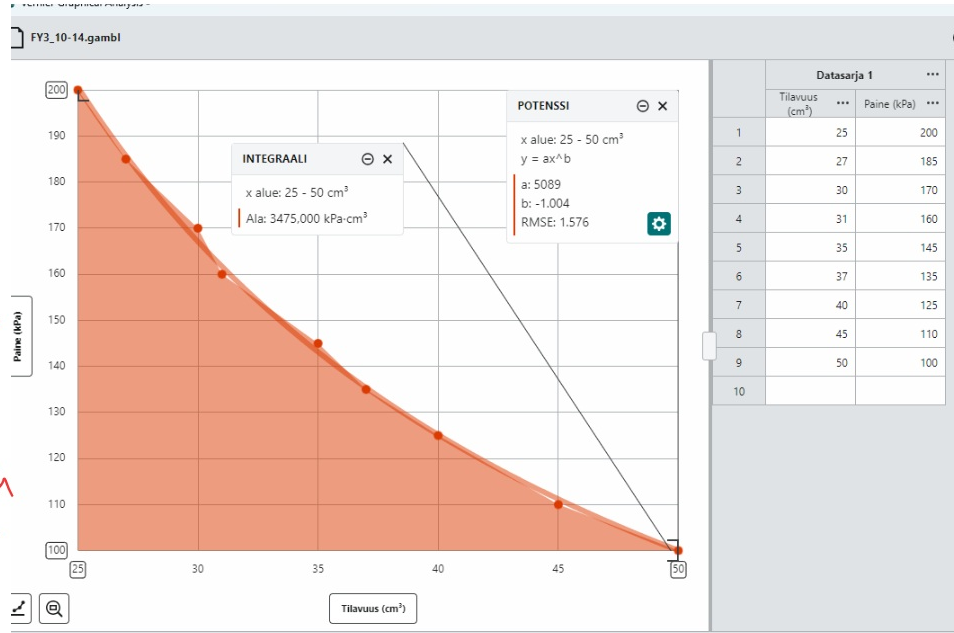 Vernier Graphical Analysis
FY3_10-14.gambl
200
190
180
170
160
150
140
130
120
110
100
25
30
35
40
45
50
Paine (kPa)
Tilavuus (cm³)
INTEGRAALI
x alue: 25 - 50 cm³
Ala: 3475,000 kPa·cm³
POTENSSI
x alue: 25 - 50 cm³
y = ax^b
a: 5089
b: -1.004
RMSE: 1.576
Datasarja 1
Tilavuus (cm³) Paine (kPa)
1 25 200
2 27 185
3 30 170
4 31 160
5 35 145
6 37 135
7 40 125
8 45 110
9 50 100
10